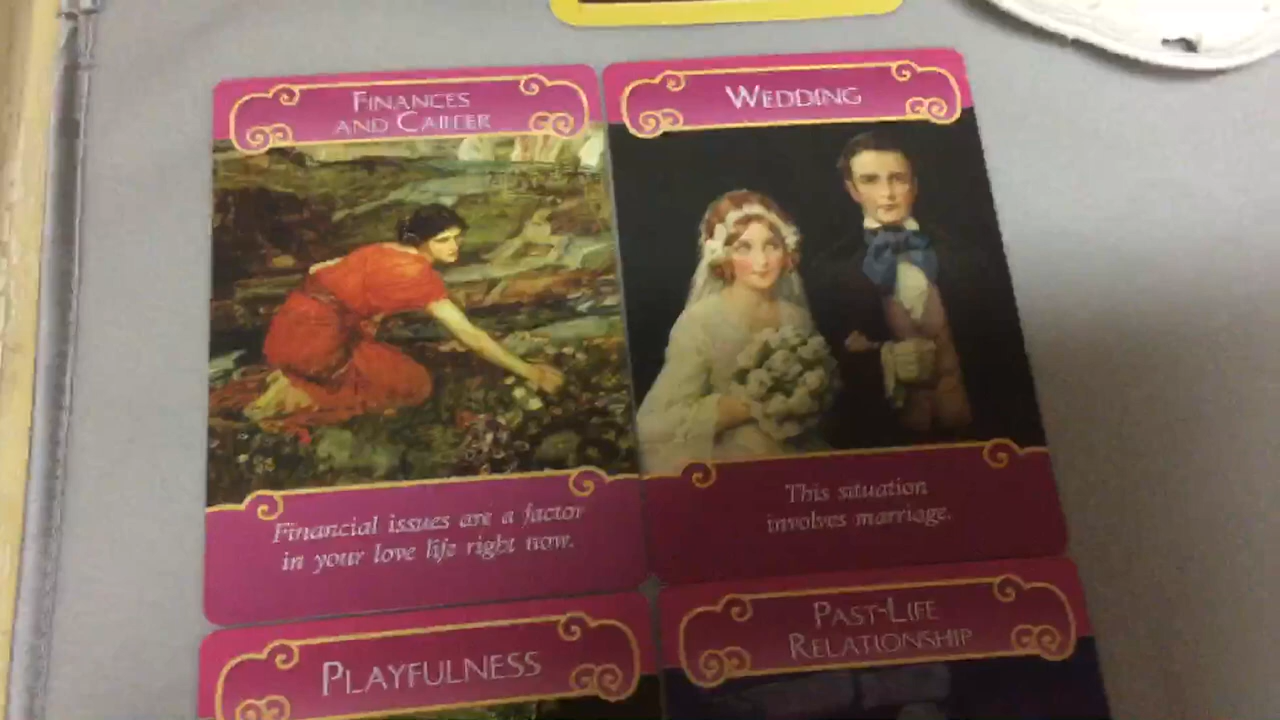 FINANCES
AND CAREER
WEDDING
Financial issues are a factor
in your love life right now.
This situation
involves marriage.
PLAYFULNESS
PAST-LIFE
RELATIONSHIP